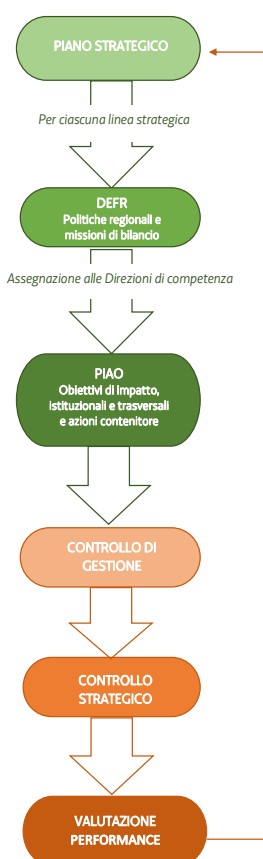 PIANO STRATEGICO
Per ciascuna linea strategica
DEFR
Politiche regionali e
missioni di bilancio
Assegnazione alle Direzioni di competenza
PIAO
Obiettivi di impatto,
istituzionali e trasversali
e azioni contenitore
CONTROLLO DI
GESTIONE
CONTROLLO
STRATEGICO
VALUTAZIONE
PERFORMANCE